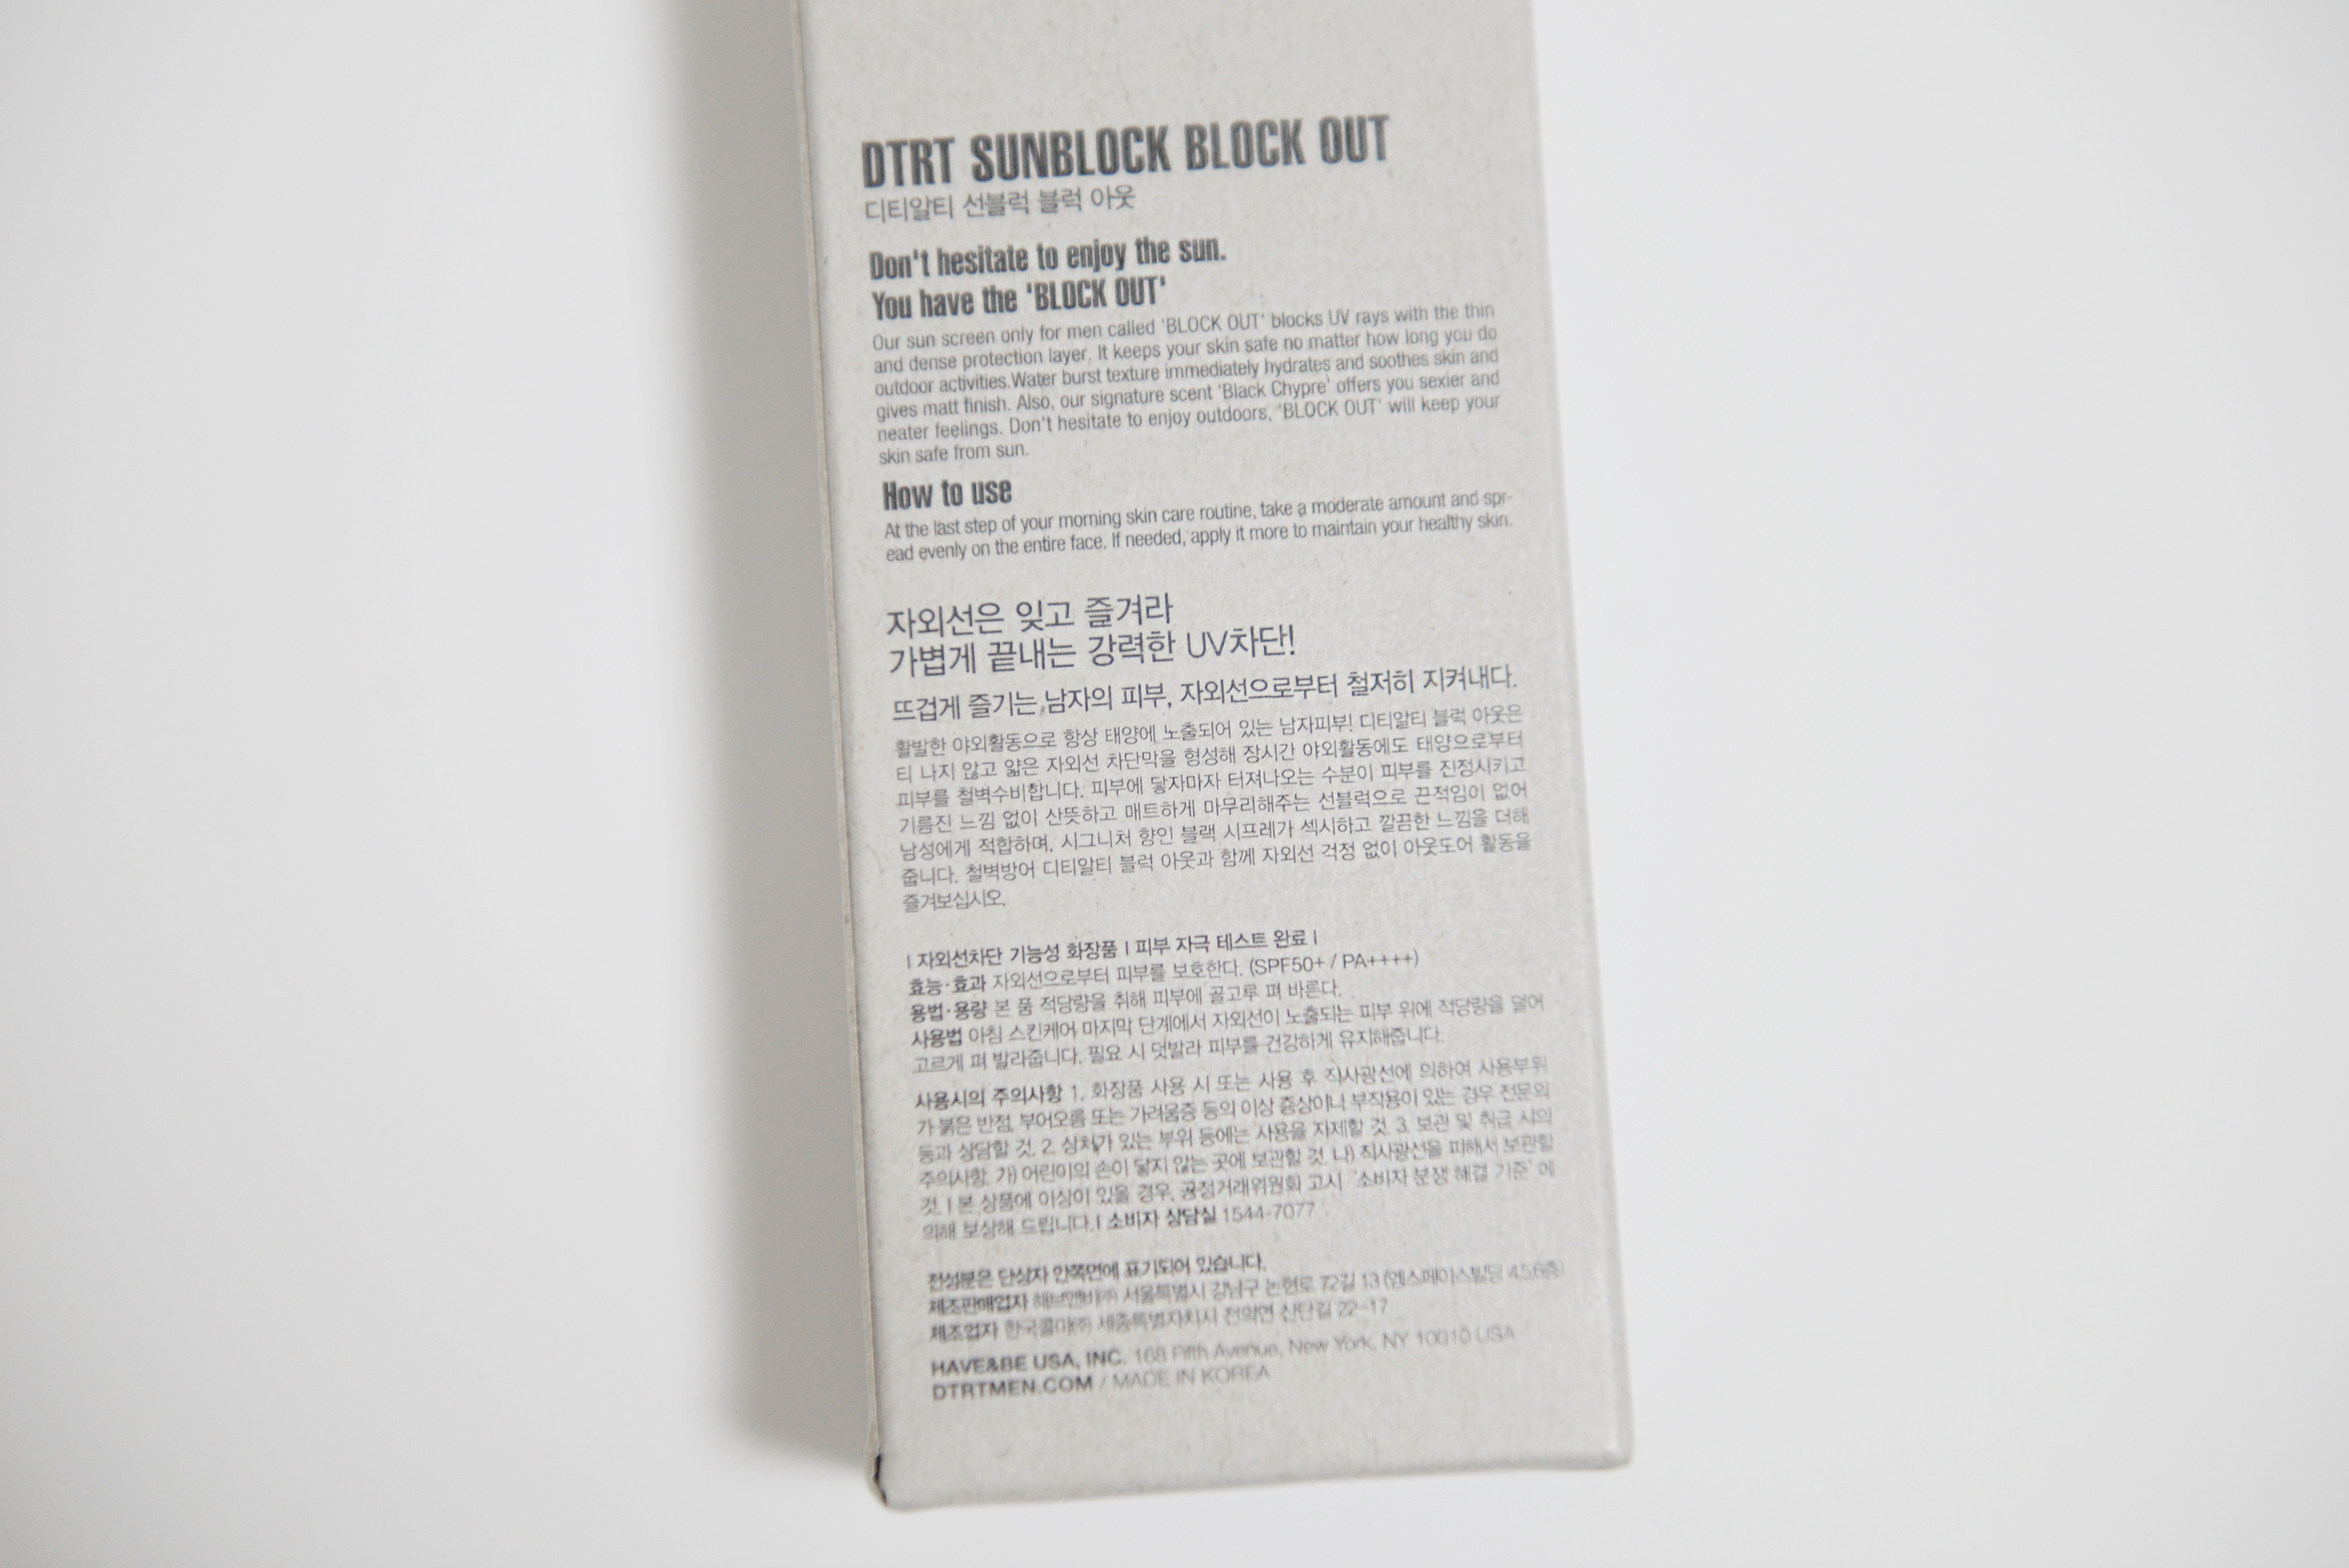 DTRT SUNBLOCK BLOCK OUT
디티알티 선블럭 블럭 아웃
Don't hesitate to enjoy the sun.
You have the 'BLOCK OUT'
Our sun screen only for men called 'BLOCK OUT' blocks UV rays with the thin
and dense protection layer. It keeps your skin safe no matter how long you do
outdoor activities.Water burst texture immediately hydrates and soothes skin and
gives matt finish. Also, our signature scent 'Black Chypre' offers you sexier and
neater feelings. Don't hesitate to enjoy outdoors, 'BLOCK OUT' will keep your
skin safe from sun.
How to use
At the last step of your morning skin care routine, take a moderate amount and spr-
ead evenly on the entire face. If needed, apply it more to maintain your healthy skin.
자외선은 잊고 즐겨라
가볍게 끝내는 강력한 UV차단!
뜨겁게 즐기는 남자의 피부, 자외선으로부터 철저히 지켜내다.
활발한 야외활동으로 항상 태양에 노출되어 있는 남자피부! 디티알티 블럭 아웃은
티 나지 않고 얇은 자외선 차단막을 형성해 장시간 야외활동에도 태양으로부터
피부를 철벽수비합니다. 피부에 닿자마자 터져나오는 수분이 피부를 진정시키고
기름진 느낌 없이 산뜻하고 매트하게 마무리해주는 선블럭으로 끈적임이 없어
남성에게 적합하며, 시그니처 향인 블랙 시프레가 섹시하고 깔끔한 느낌을 더해
줍니다. 철벽방어 디티알티 블럭 아웃과 함께 자외선 걱정 없이 아웃도어 활동을
즐겨보십시오.
| 자외선차단 기능성 화장품 | 피부 자극 테스트 완료 |
효능·효과 자외선으로부터 피부를 보호한다. (SPF50+ / PA++++)
용법·용량 본 품 적당량을 취해 피부에 골고루 펴 바른다.
사용법 아침 스킨케어 마지막 단계에서 자외선이 노출되는 피부 위에 적당량을 덜어
고르게 펴 발라줍니다. 필요 시 덧발라 피부를 건강하게 유지해줍니다.
사용시의 주의사항 1. 화장품 사용 시 또는 사용 후 직사광선에 의하여 사용부위
가 붉은 반점, 부어오름 또는 가려움증 등의 이상 증상이나 부작용이 있는 경우 전문의
등과 상담할 것. 2. 상처가 있는 부위 등에는 사용을 자제할 것. 3. 보관 및 취급 시의
주의사항. 가) 어린이의 손이 닿지 않는 곳에 보관할 것. 나) 직사광선을 피해서 보관할
것. | 본 상품에 이상이 있을 경우, 공정거래위원회 고시 '소비자 분쟁 해결 기준'에
의해 보상해 드립니다. | 소비자 상담실 1544-7077
전성분은 단상자 안쪽면에 표기되어 있습니다.
제조판매업자 해브앤비㈜ 서울특별시 강남구 논현로 72길 13 (엠스페이스빌딩 4,5,6층)
제조업자 한국콜마㈜ 세종특별자치시 전의면 산단길 22-17
HAVE&BE USA, INC. 168 Fifth Avenue, New York, NY 10010 USA
DTRTMEN.COM / MADE IN KOREA